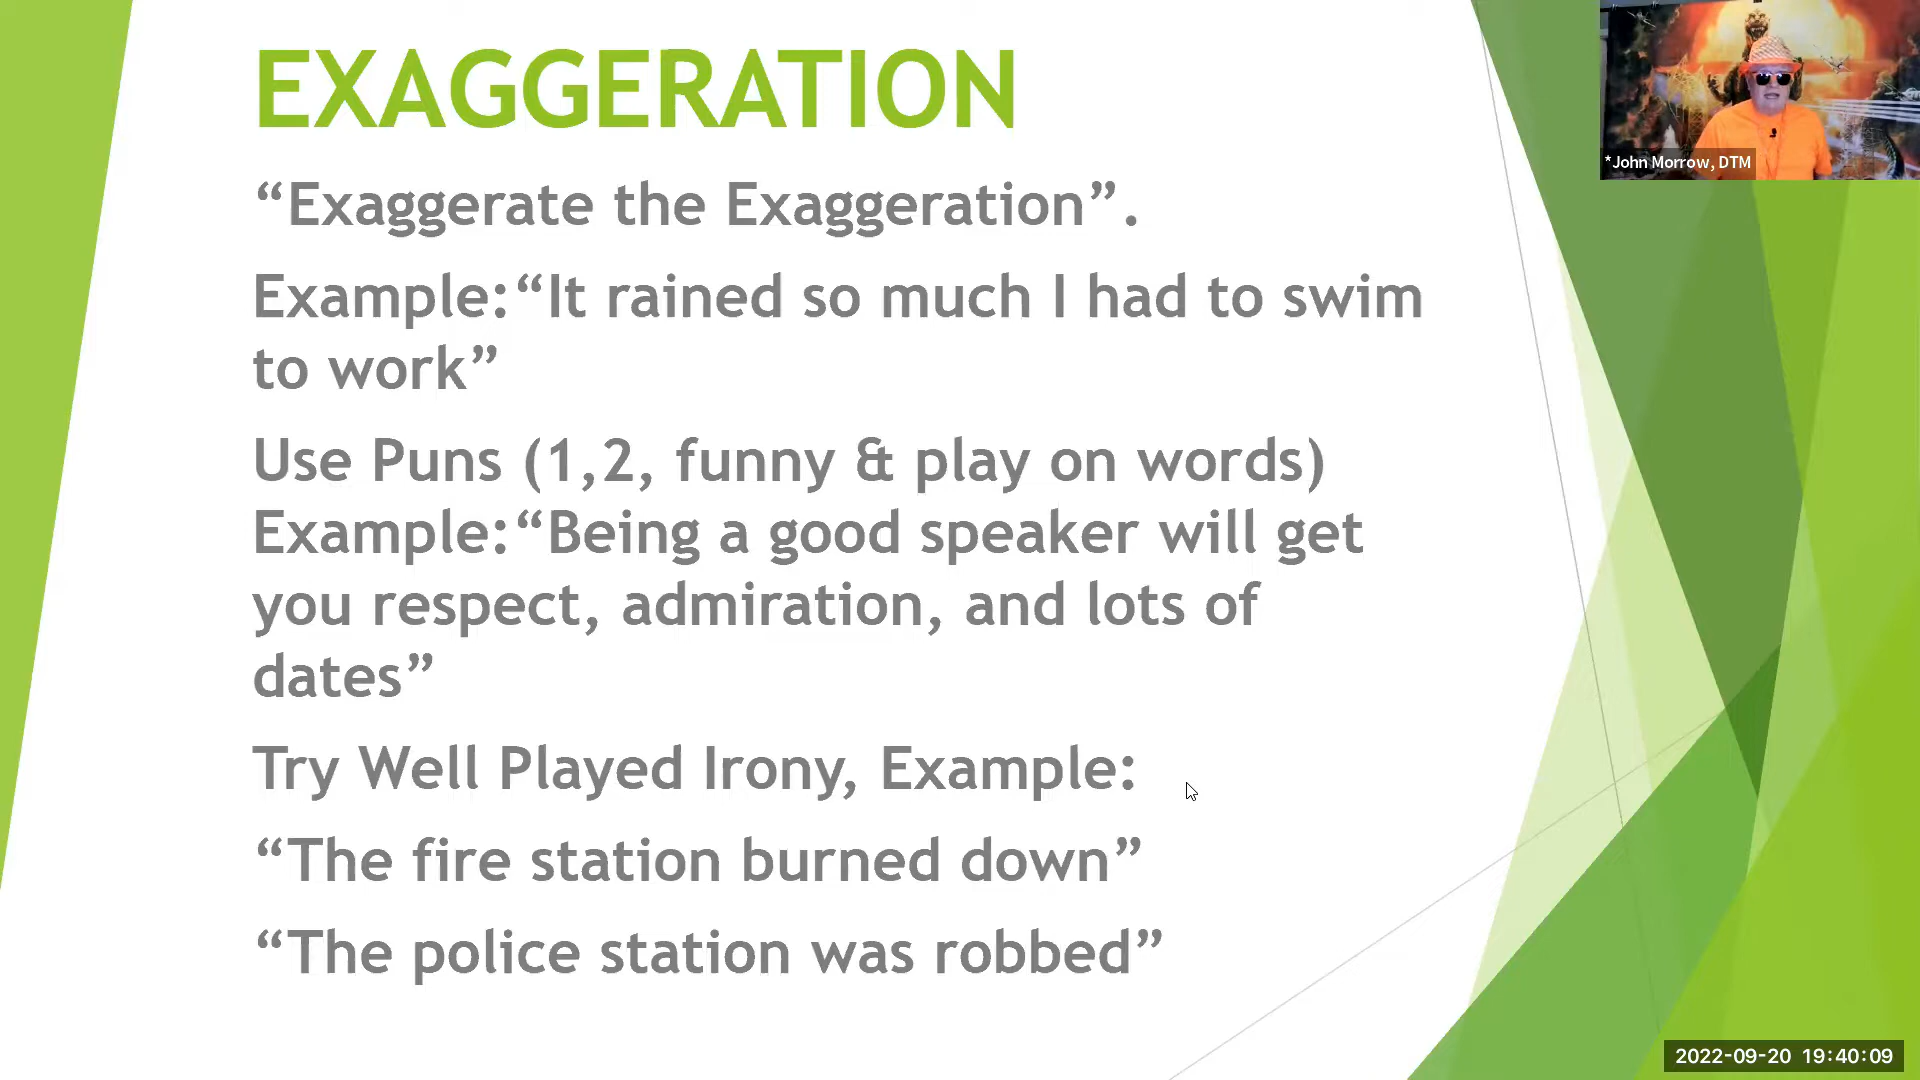 EXAGGERATION
“Exaggerate the Exaggeration”.
Example:“It rained so much I had to swim
to work”
Use Puns (1,2, funny & play on words)
Example:“Being a good speaker will get
you respect, admiration, and lots of
dates”
Try Well Played Irony, Example:
“The fire station burned down”
“The police station was robbed”
*John Morrow, DTM
2022-09-20 19:40:09